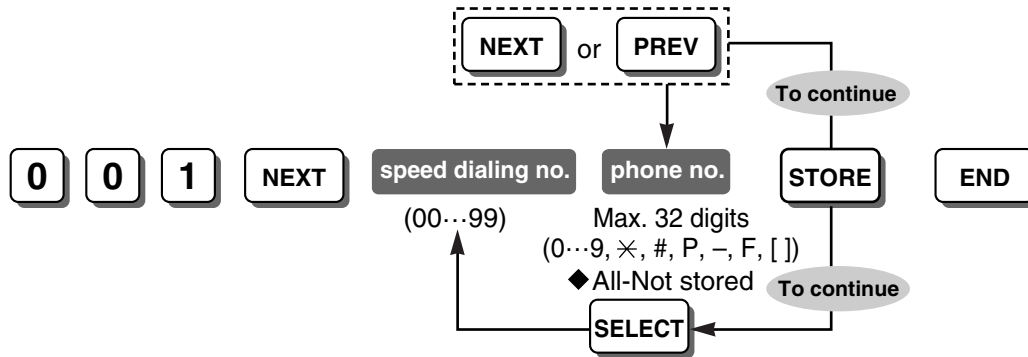 NEXT or PREV
To continue
0 0 1 NEXT speed dialing no. phone no. STORE END
(00···99) Max. 32 digits
(0···9, ✳, #, P, –, F, [ ])
◆All-Not stored
To continue
SELECT